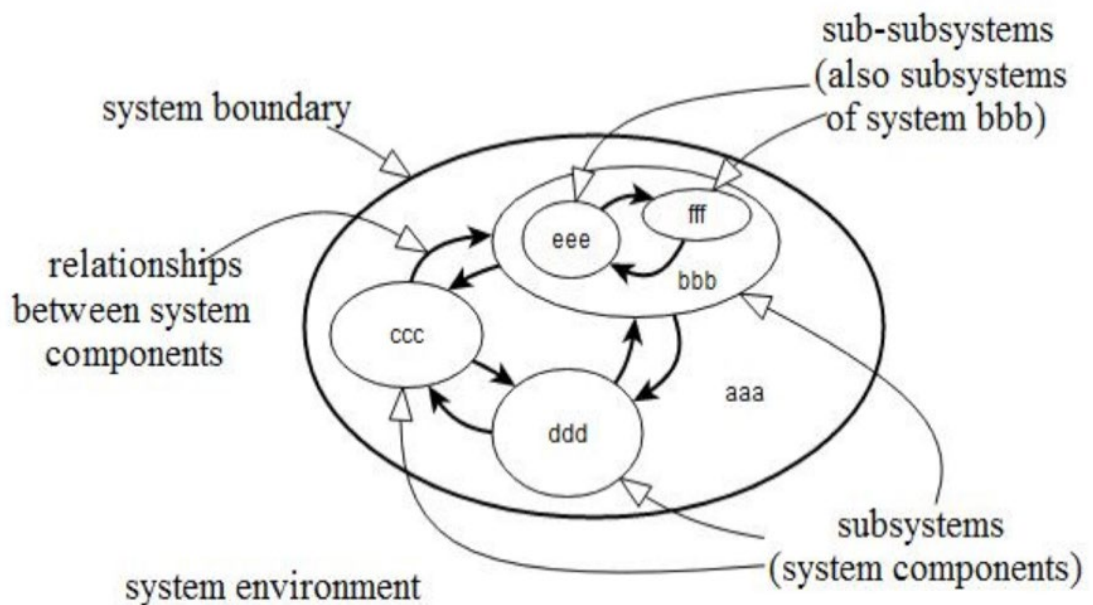 sub-subsystems
(also subsystems
of system bbb)
system boundary
fff
eee
bbb
relationships
between system
components
ccc
aaa
ddd
subsystems
(system components)
system environment